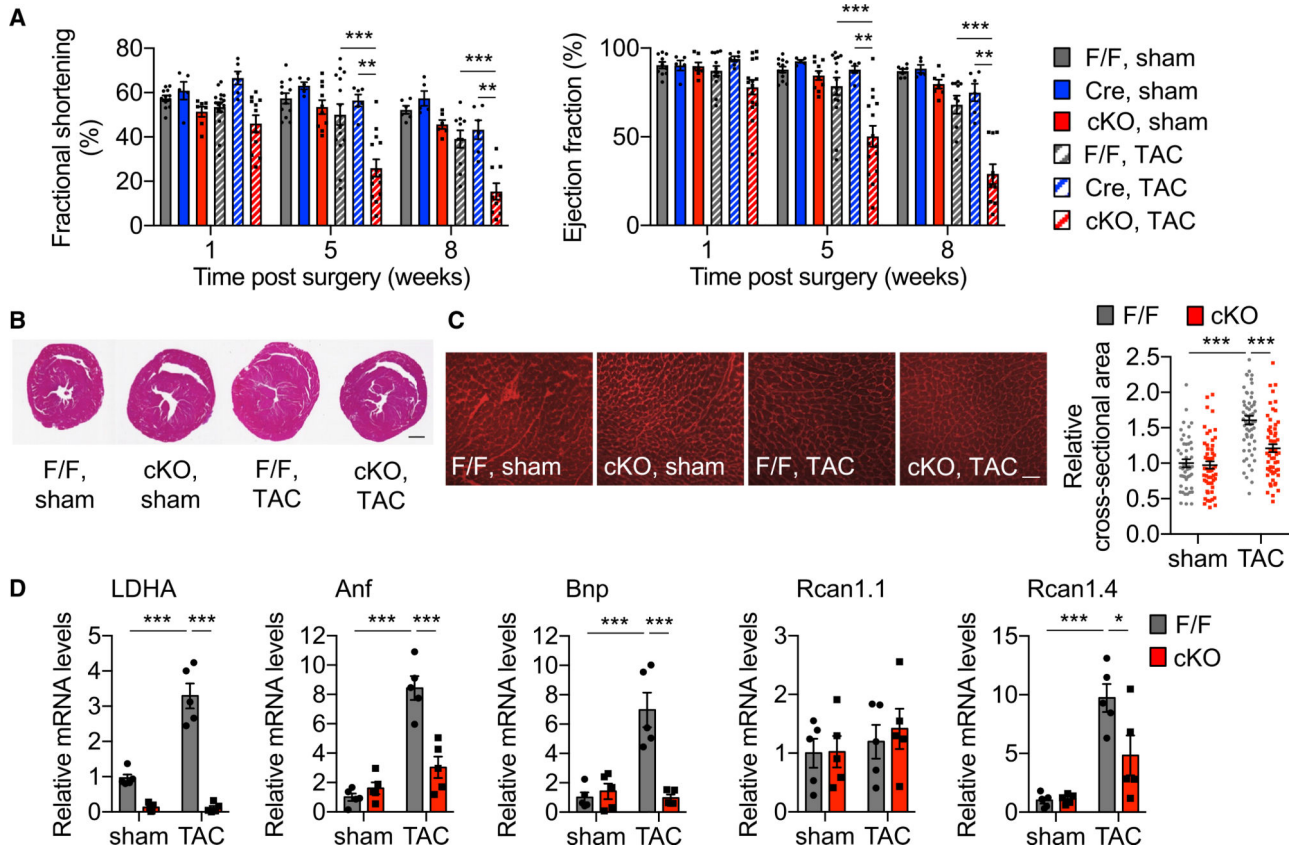 A
Fractional shortening
(%)
80
60
40
20
0
*** ** *** **
1 5 8
Time post surgery (weeks)
Ejection fraction (%)
100
50
0
*** ** *** **
1 5 8
Time post surgery (weeks)
F/F, sham
Cre, sham
cKO, sham
F/F, TAC
Cre, TAC
cKO, TAC
B
F/F,
sham
cKO,
sham
F/F,
TAC
cKO,
TAC
C
F/F, sham
cKO, sham
F/F, TAC
cKO, TAC
F/F cKO
*** ***
Relative
cross-sectional area
2.5
2.0
1.5
1.0
0.5
0.0
sham TAC
D
LDHA
*** ***
Relative mRNA levels
5
4
3
2
1
0
sham TAC
Anf
*** ***
Relative mRNA levels
12
10
8
6
4
2
0
sham TAC
Bnp
*** ***
Relative mRNA levels
12
10
8
6
4
2
0
sham TAC
Rcan1.1
Relative mRNA levels
3
2
1
0
sham TAC
Rcan1.4
*** *
Relative mRNA levels
15
10
5
0
sham TAC
F/F
cKO